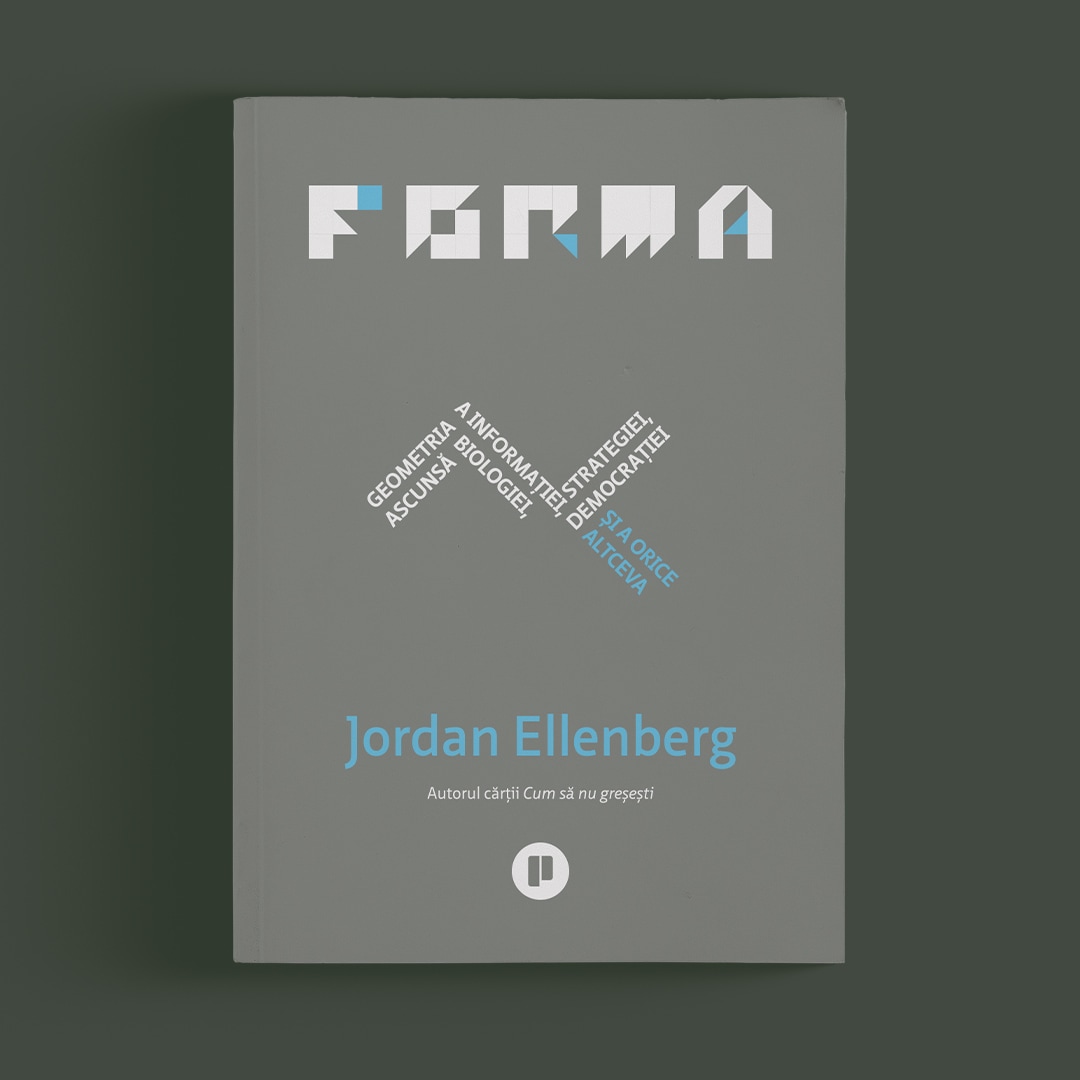 FORMA
GEOMETRIA
ASCUNSĂ
A INFORMAȚIEI,
BIOLOGIEI,
STRATEGIEI,
DEMOCRAȚIEI
ȘI A ORICE
ALTCEVA
Jordan Ellenberg
Autorul cărții Cum să nu greșești
P